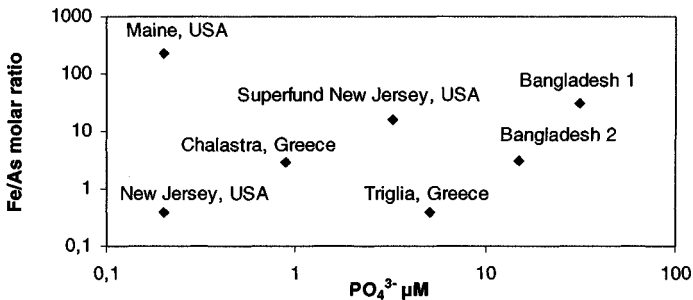 1000
Maine, USA
100
Bangladesh 1
Superfund New Jersey, USA
10
Bangladesh 2
Chalastra, Greece
1
New Jersey, USA
Triglia, Greece
0,1
Fe/As molar ratio
0,1
1
10
100
PO₄³⁻ µM